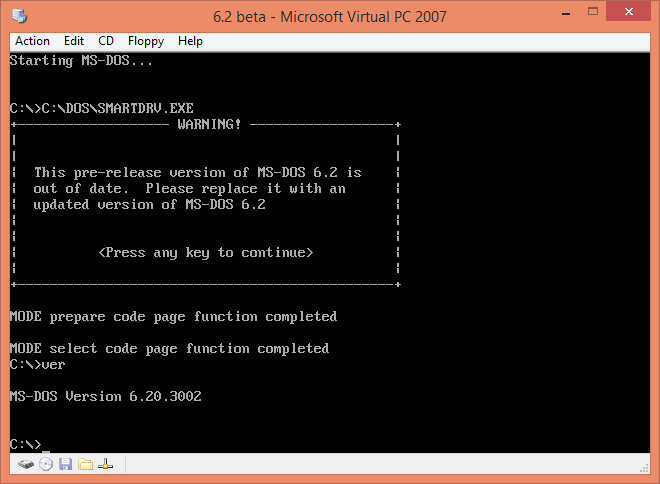 6.2 beta - Microsoft Virtual PC 2007
Action Edit CD Floppy Help
Starting MS-DOS...
C:\>C:\DOS\SMARTDRV.EXE
+------------------- WARNING! ------------------+
This pre-release version of MS-DOS 6.2 is
out of date.  Please replace it with an
updated version of MS-DOS 6.2
<Press any key to continue>
+-----------------------------------------------+
MODE prepare code page function completed
MODE select code page function completed
C:\>ver
MS-DOS Version 6.20.3002
C:\>_